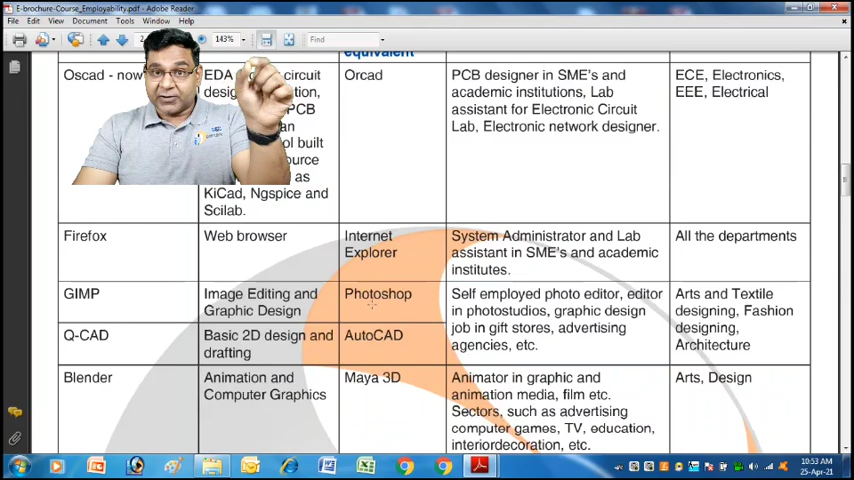 E-brochure-Course_Employability.pdf - Adobe Reader
File Edit View Document Tools Window Help
143% Find
equivalent
Oscad - now
EDA circuit
PCB
tool built
source
as
KiCad, Ngspice and
Scilab.
Orcad
PCB designer in SME's and
academic institutions, Lab
assistant for Electronic Circuit
Lab, Electronic network designer.
ECE, Electronics,
EEE, Electrical
Firefox
Web browser
Internet
Explorer
System Administrator and Lab
assistant in SME's and academic
institutes.
All the departments
GIMP
Image Editing and
Graphic Design
Photoshop
Self employed photo editor, editor
in photostudios, graphic design
job in gift stores, advertising
agencies, etc.
Arts and Textile
designing, Fashion
designing,
Architecture
Q-CAD
Basic 2D design and
drafting
AutoCAD
Blender
Animation and
Computer Graphics
Maya 3D
Animator in graphic and
animation media, film etc.
Sectors, such as advertising
computer games, TV, education,
interiordecoration, etc.
Arts, Design
10:53 AM
25-Apr-21